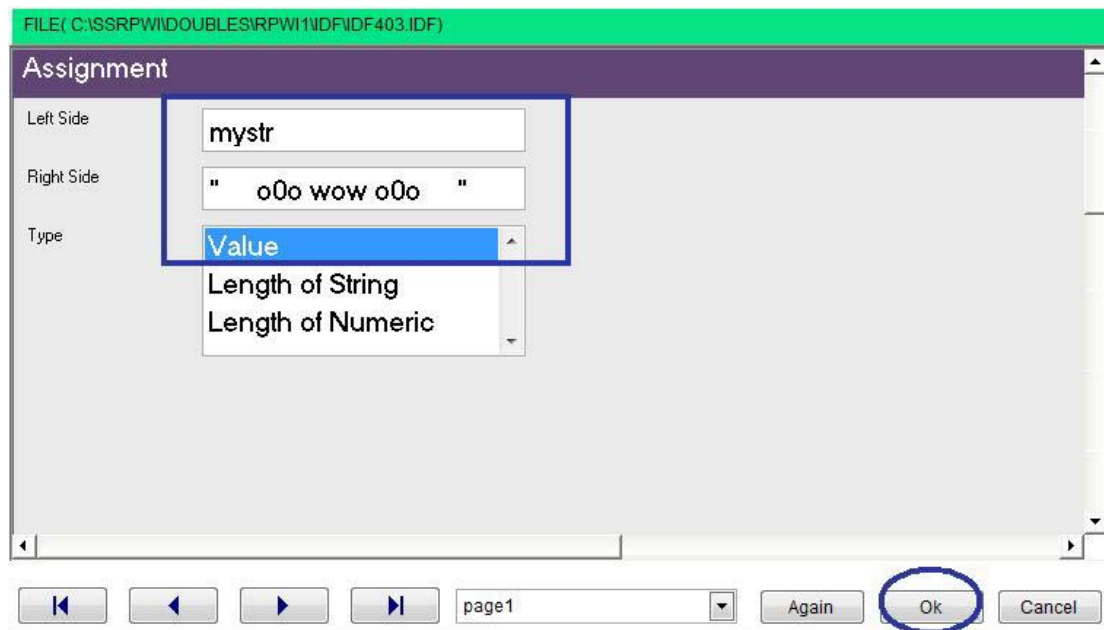 FILE( C:\SSRPWI\DOUBLES\RPWI1\IDF\IDF403.IDF)
Assignment
Left Side
mystr
Right Side
"     o0o wow o0o     "
Type
Value
Length of String
Length of Numeric
page1
Again
Ok
Cancel